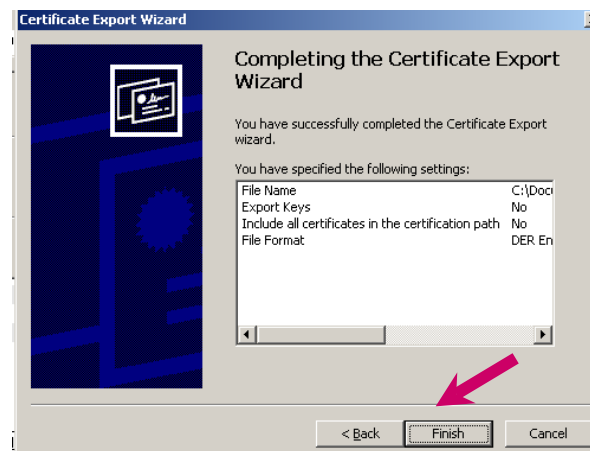 Certificate Export Wizard
Completing the Certificate Export
Wizard
You have successfully completed the Certificate Export
wizard.
You have specified the following settings:
File Name C:\Docu
Export Keys No
Include all certificates in the certification path No
File Format DER En
< Back Finish Cancel